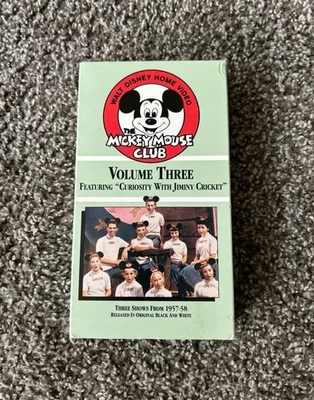 WALT DISNEY HOME VIDEO
THE
MICKEY MOUSE
CLUB
VOLUME THREE
FEATURING "CURIOSITY WITH JIMINY CRICKET"
THREE SHOWS FROM 1957-58
RELEASED IN ORIGINAL BLACK AND WHITE